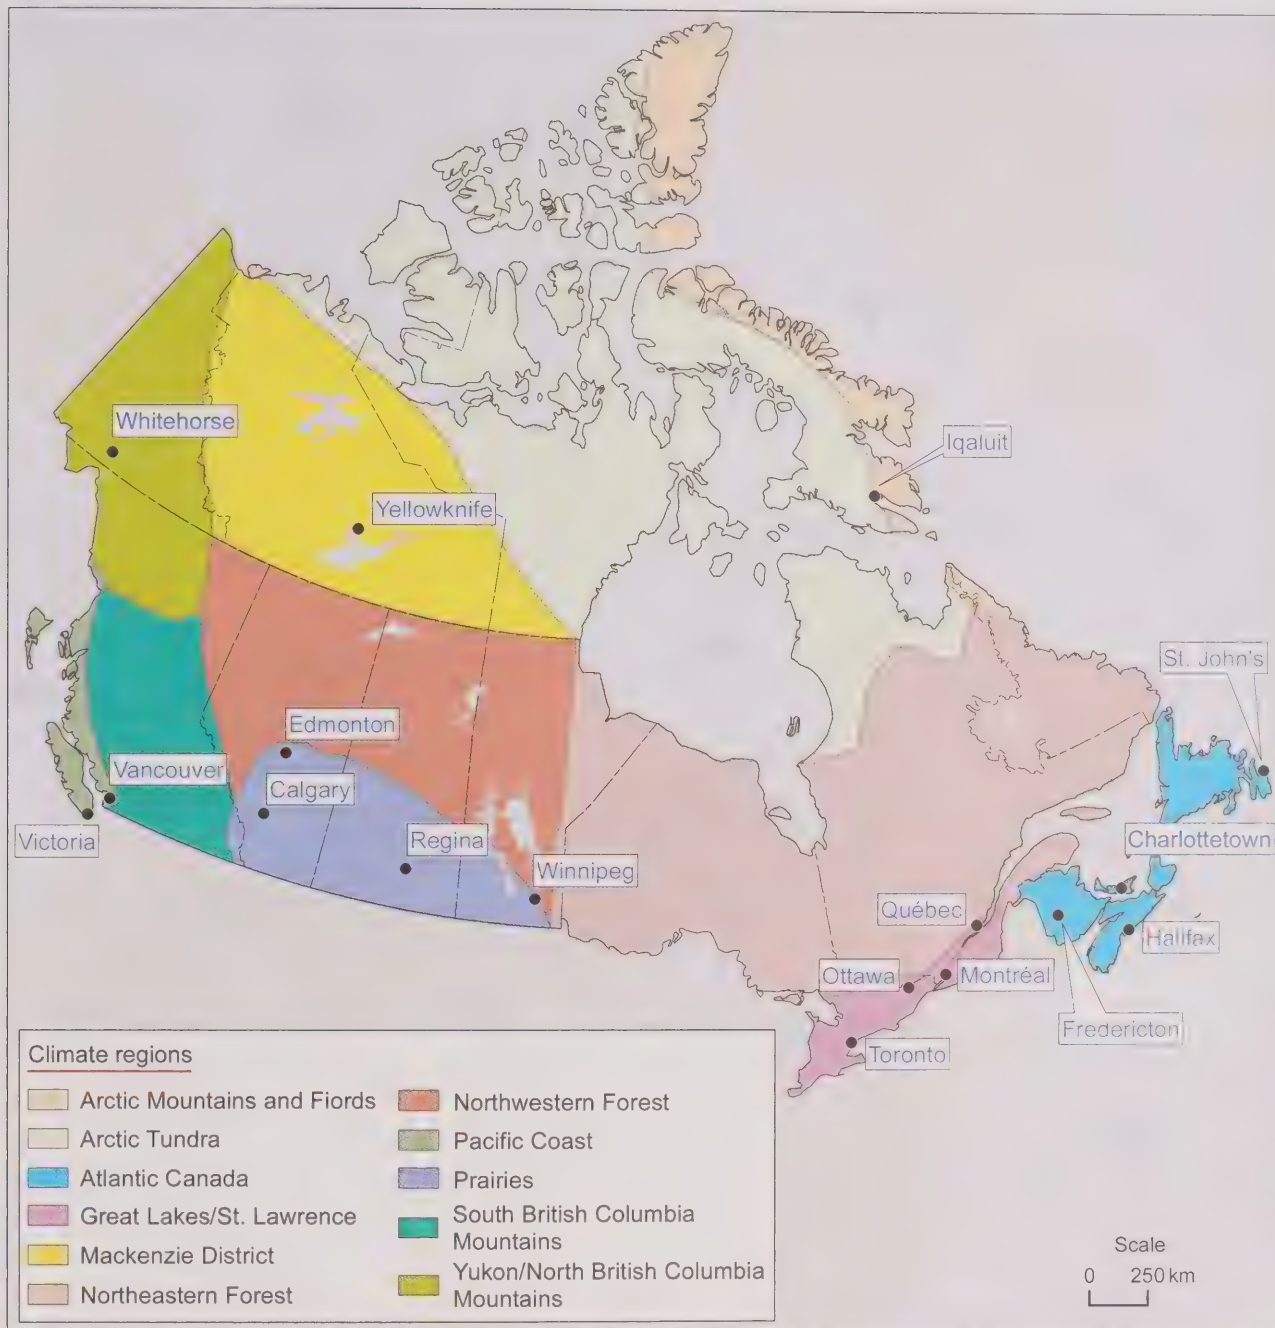 Whitehorse
Iqaluit
Yellowknife
St. John's
Edmonton
Vancouver
Calgary
Victoria
Regina
Charlottetown
Winnipeg
Québec
Halifax
Ottawa
Montréal
Fredericton
Toronto
Climate regions
Arctic Mountains and Fiords
Arctic Tundra
Atlantic Canada
Great Lakes/St. Lawrence
Mackenzie District
Northeastern Forest
Northwestern Forest
Pacific Coast
Prairies
South British Columbia
Mountains
Yukon/North British Columbia
Mountains
Scale
0 250 km